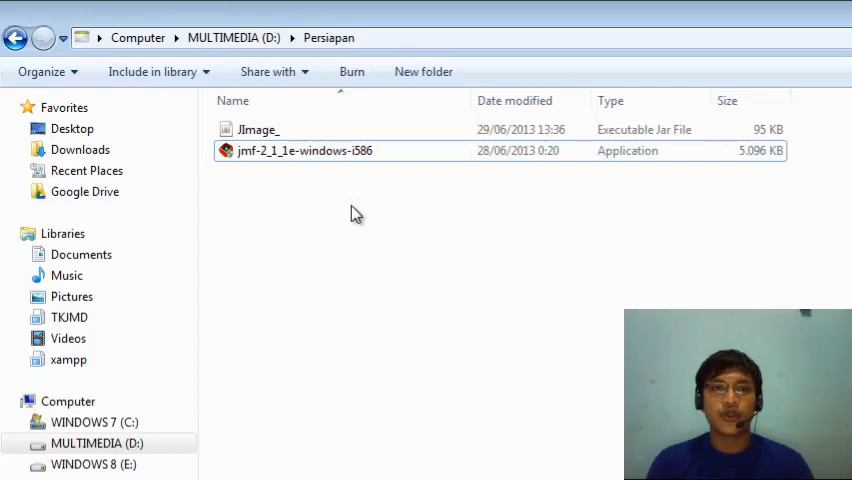 Computer MULTIMEDIA (D:) Persiapan
Organize Include in library Share with Burn New folder
Favorites
Desktop
Downloads
Recent Places
Google Drive
Libraries
Documents
Music
Pictures
TKJMD
Videos
xampp
Computer
WINDOWS 7 (C:)
MULTIMEDIA (D:)
WINDOWS 8 (E:)
Name Date modified Type Size
JImage_ 29/06/2013 13:36 Executable Jar File 95 KB
jmf-2_1_1e-windows-i586 28/06/2013 0:20 Application 5.096 KB